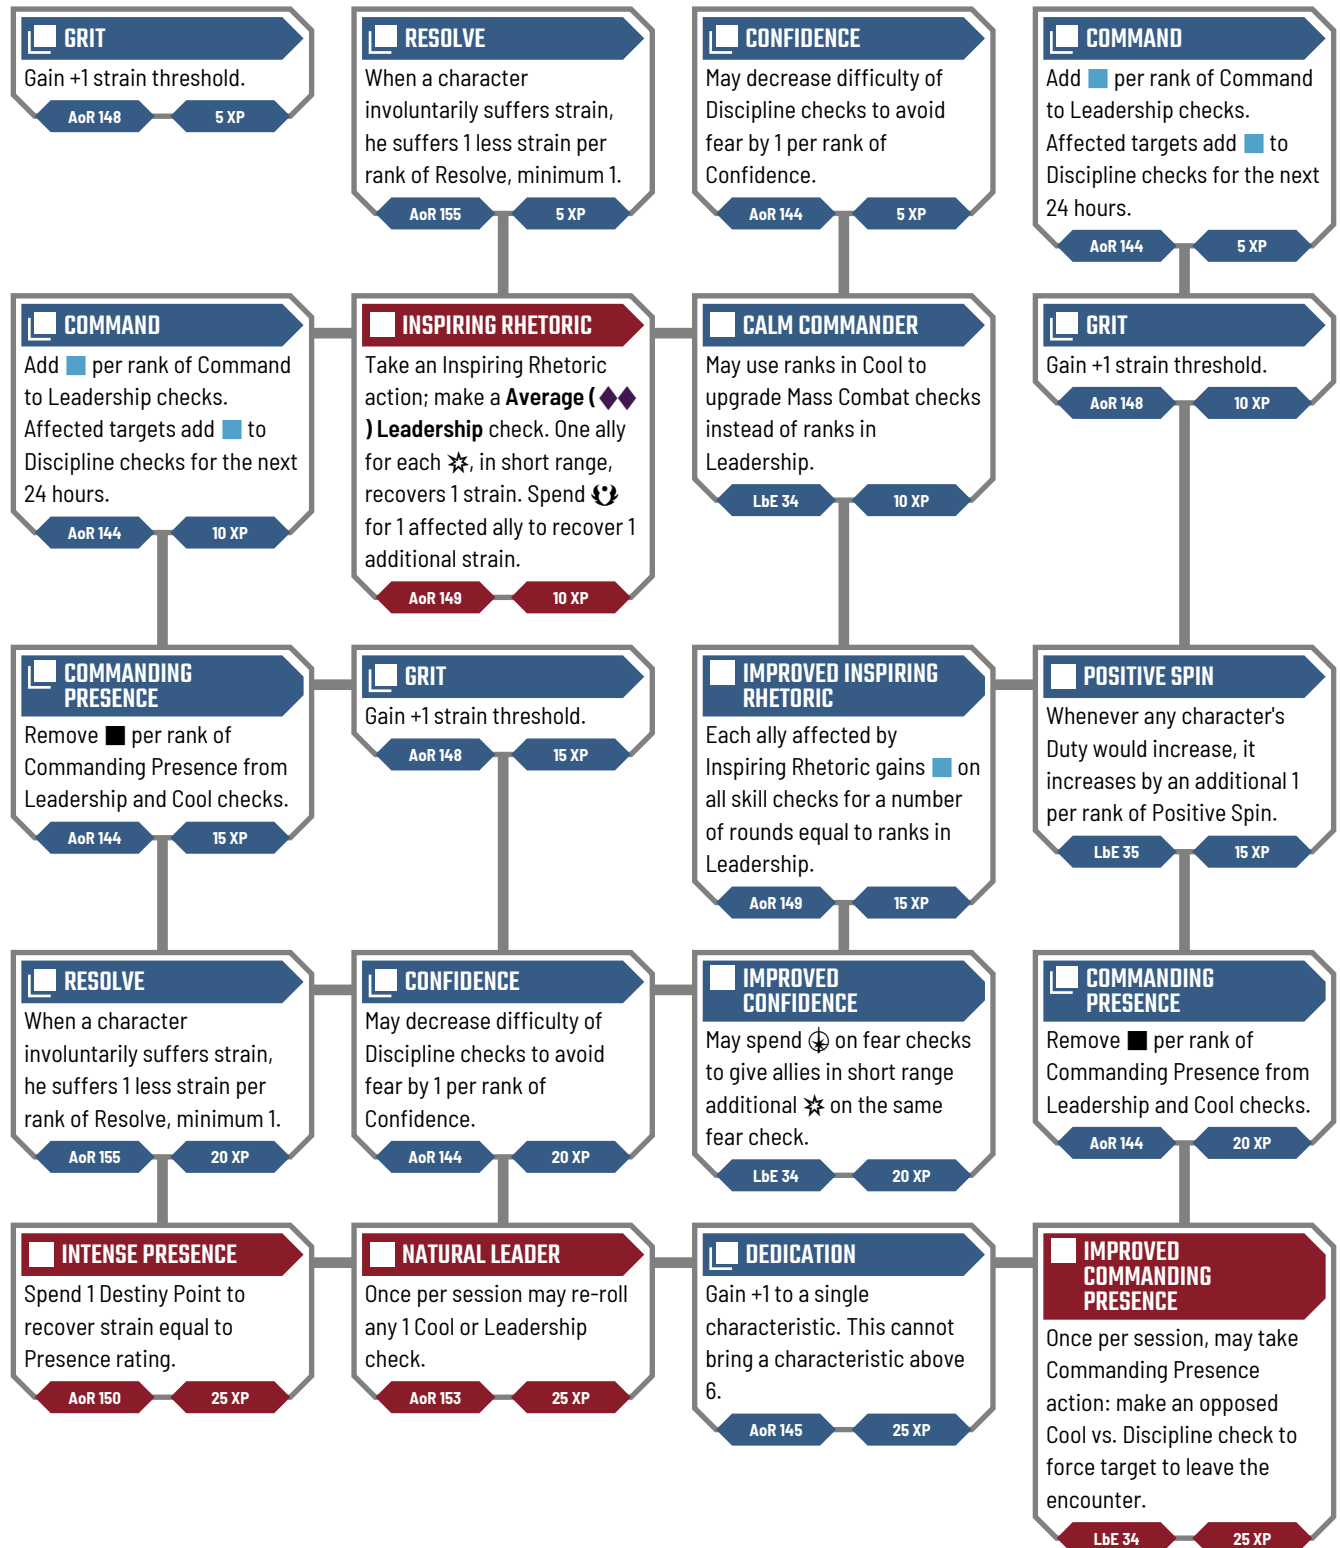 GRIT
Gain +1 strain threshold.
AoR 148
5 XP
RESOLVE
When a character
involuntarily suffers strain,
he suffers 1 less strain per
rank of Resolve, minimum 1.
AoR 155
5 XP
CONFIDENCE
May decrease difficulty of
Discipline checks to avoid
fear by 1 per rank of
Confidence.
AoR 144
5 XP
COMMAND
Add per rank of Command
to Leadership checks.
Affected targets add to
Discipline checks for the next
24 hours.
AoR 144
5 XP
COMMAND
Add per rank of Command
to Leadership checks.
Affected targets add to
Discipline checks for the next
24 hours.
AoR 144
10 XP
INSPIRING RHETORIC
Take an Inspiring Rhetoric
action; make a Average (
) Leadership check. One ally
for each , in short range,
recovers 1 strain. Spend
for 1 affected ally to recover 1
additional strain.
AoR 149
10 XP
CALM COMMANDER
May use ranks in Cool to
upgrade Mass Combat checks
instead of ranks in
Leadership.
LbE 34
10 XP
GRIT
Gain +1 strain threshold.
AoR 148
10 XP
COMMANDING
PRESENCE
Remove per rank of
Commanding Presence from
Leadership and Cool checks.
AoR 144
15 XP
GRIT
Gain +1 strain threshold.
AoR 148
15 XP
IMPROVED INSPIRING
RHETORIC
Each ally affected by
Inspiring Rhetoric gains on
all skill checks for a number
of rounds equal to ranks in
Leadership.
AoR 149
15 XP
POSITIVE SPIN
Whenever any character's
Duty would increase, it
increases by an additional 1
per rank of Positive Spin.
LbE 35
15 XP
RESOLVE
When a character
involuntarily suffers strain,
he suffers 1 less strain per
rank of Resolve, minimum 1.
AoR 155
20 XP
CONFIDENCE
May decrease difficulty of
Discipline checks to avoid
fear by 1 per rank of
Confidence.
AoR 144
20 XP
IMPROVED
CONFIDENCE
May spend on fear checks
to give allies in short range
additional on the same
fear check.
LbE 34
20 XP
COMMANDING
PRESENCE
Remove per rank of
Commanding Presence from
Leadership and Cool checks.
AoR 144
20 XP
INTENSE PRESENCE
Spend 1 Destiny Point to
recover strain equal to
Presence rating.
AoR 150
25 XP
NATURAL LEADER
Once per session may re-roll
any 1 Cool or Leadership
check.
AoR 153
25 XP
DEDICATION
Gain +1 to a single
characteristic. This cannot
bring a characteristic above
6.
AoR 145
25 XP
IMPROVED
COMMANDING
PRESENCE
Once per session, may take
Commanding Presence
action: make an opposed
Cool vs. Discipline check to
force target to leave the
encounter.
LbE 34
25 XP